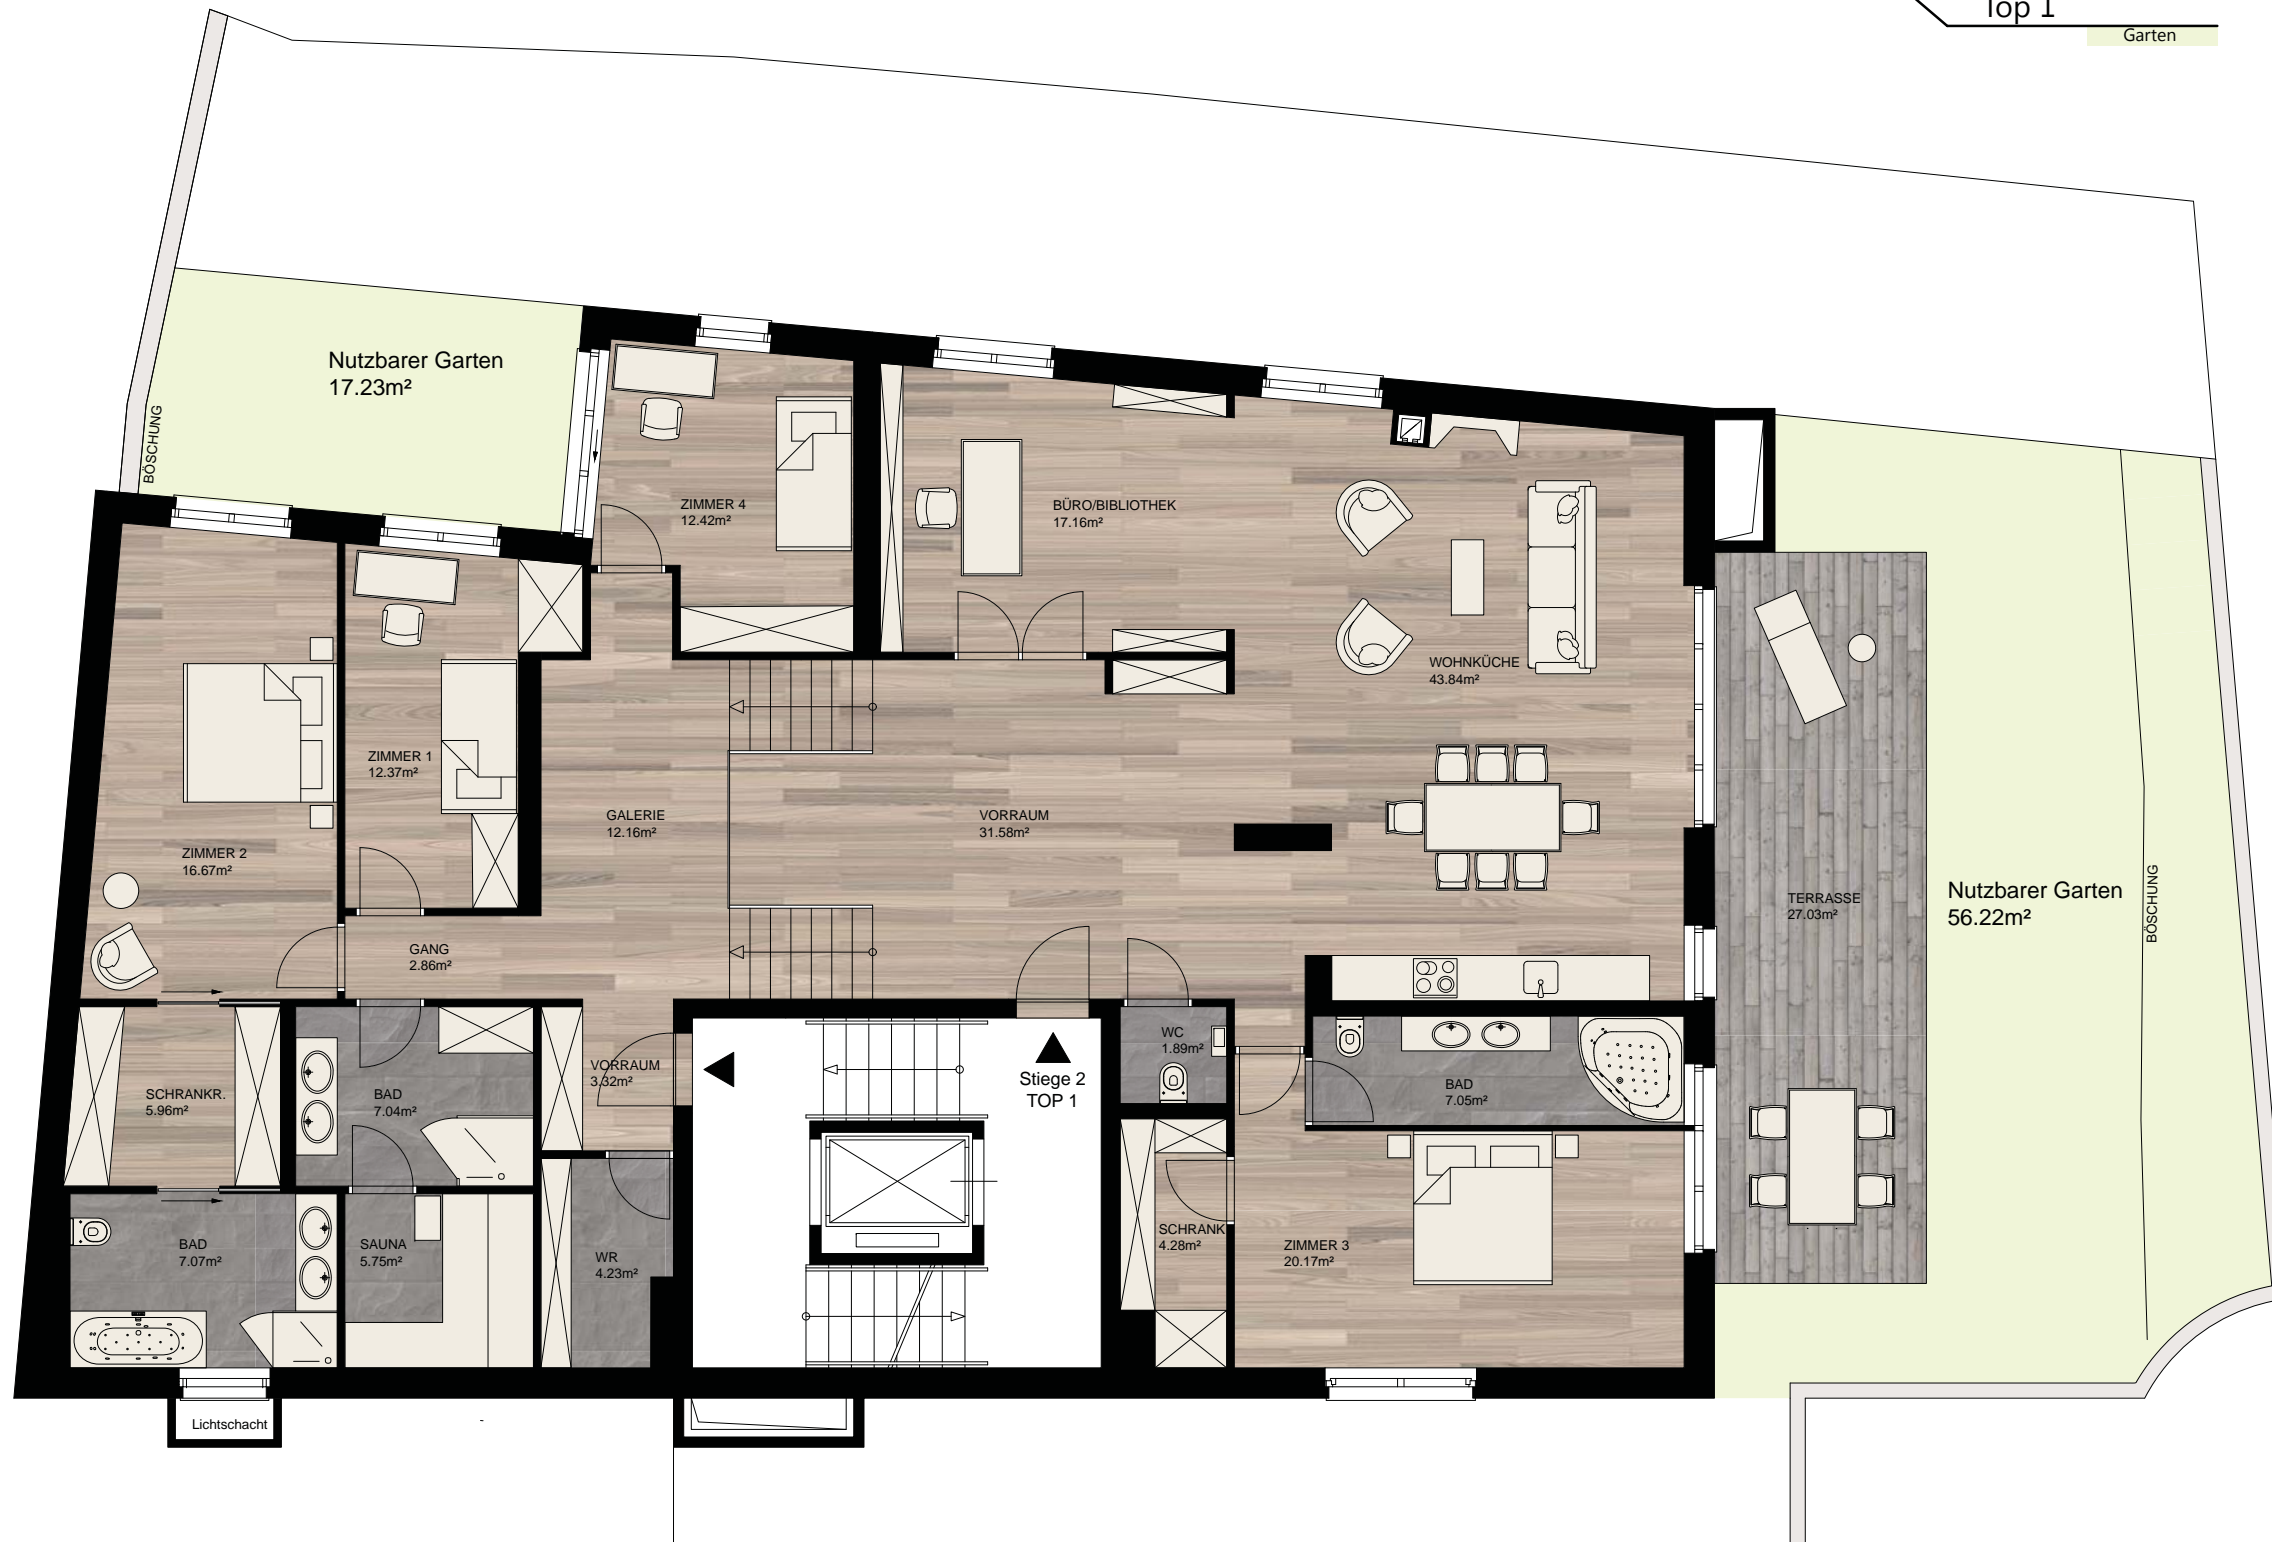 Top 1
Garten
Nutzbarer Garten
17.23m²
BÖSCHUNG
ZIMMER 4
12.42m²
BÜRO/BIBLIOTHEK
17.16m²
WOHNKÜCHE
43.84m²
ZIMMER 1
12.37m²
GALERIE
12.16m²
VORRAUM
31.58m²
ZIMMER 2
16.67m²
TERRASSE
27.03m²
Nutzbarer Garten
56.22m²
BÖSCHUNG
GANG
2.86m²
WC
1.89m²
VORRAUM
3.32m²
Stiege 2
TOP 1
SCHRANKR.
5.96m²
BAD
7.04m²
BAD
7.05m²
BAD
7.07m²
SAUNA
5.75m²
WR
4.23m²
SCHRANK
4.28m²
ZIMMER 3
20.17m²
Lichtschacht